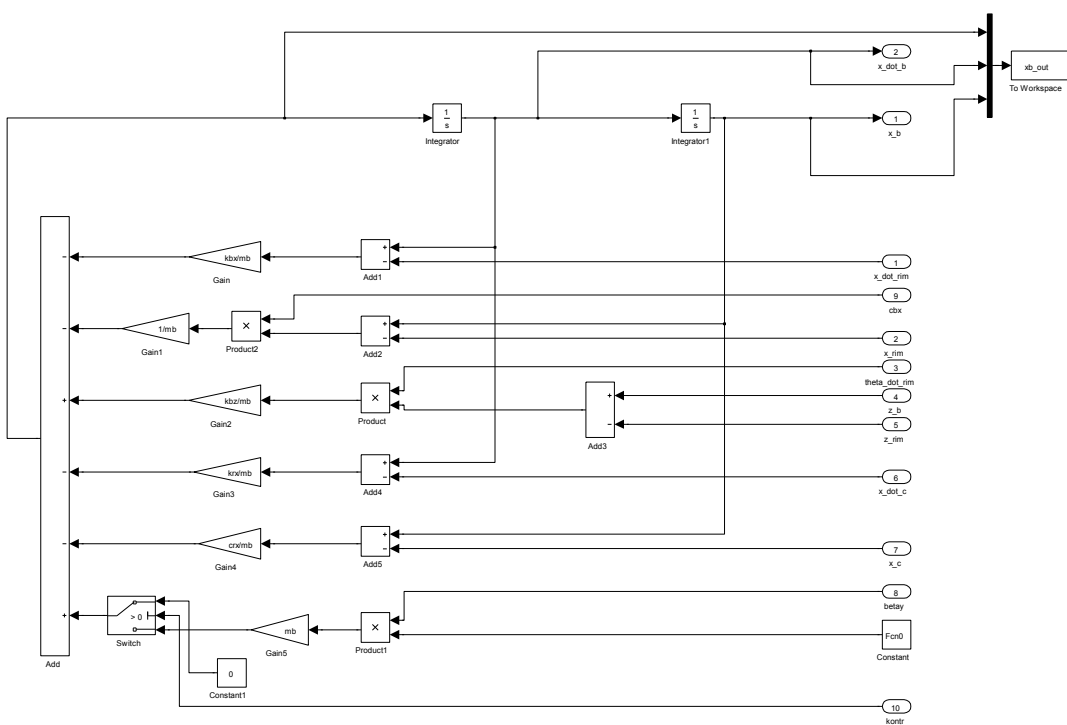 2
x_dot_b
xb_out
To Workspace
1
s
Integrator
1
s
Integrator1
1
x_b
−
kbx/mb
Gain
+
−
Add1
1
x_dot_rim
9
cbx
−
1/mb
Gain1
×
Product2
+
−
Add2
2
x_rim
3
theta_dot_rim
+
kbz/mb
Gain2
×
Product
+
−
Add3
4
z_b
5
z_rim
−
krx/mb
Gain3
+
−
Add4
6
x_dot_c
−
crx/mb
Gain4
+
−
Add5
7
x_c
8
betay
+
> 0
Switch
mb
Gain5
×
Product1
Fcn0
Constant
Add
0
Constant1
10
kontr